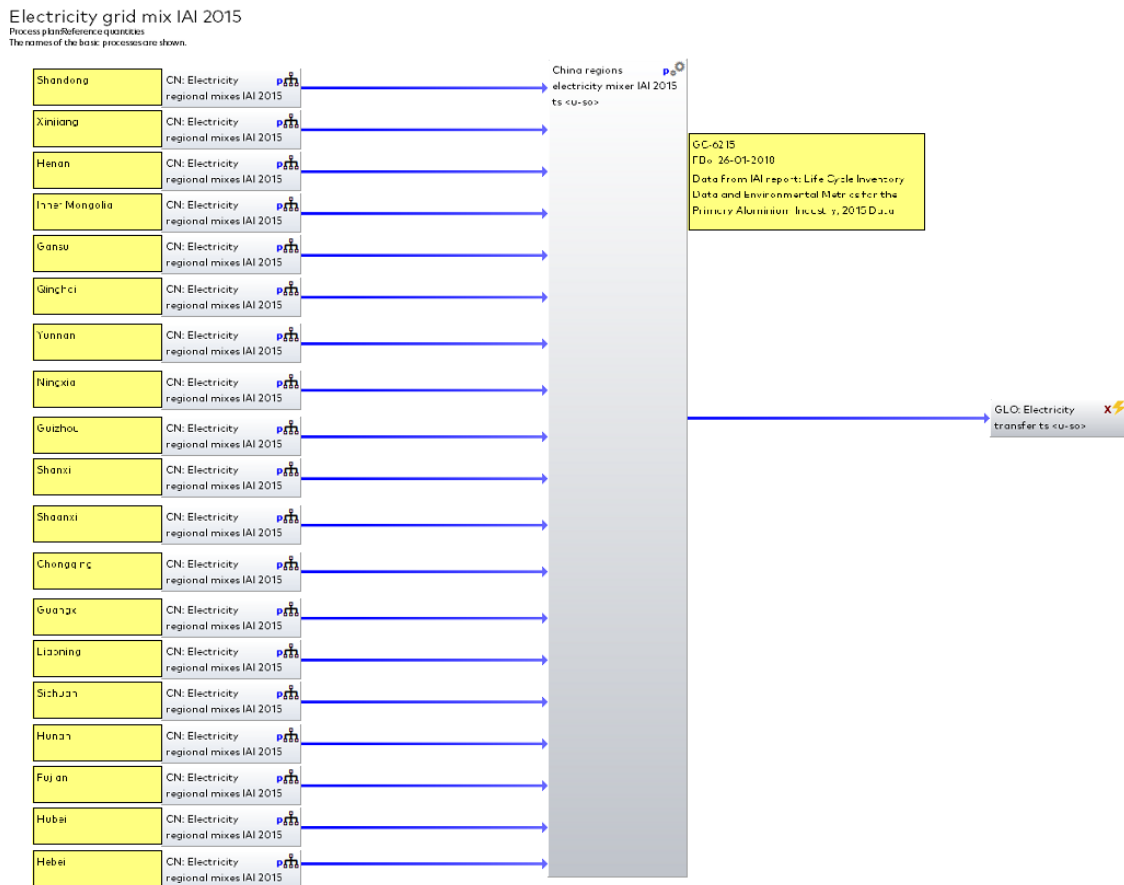 Electricity grid mix IAI 2015
Process plan:Reference quantities
The names of the basic processes are shown.
Shandong
CN: Electricity
regional mixes IAI 2015
Xinjiang
CN: Electricity
regional mixes IAI 2015
Henan
CN: Electricity
regional mixes IAI 2015
Inner Mongolia
CN: Electricity
regional mixes IAI 2015
Gansu
CN: Electricity
regional mixes IAI 2015
Qinghai
CN: Electricity
regional mixes IAI 2015
Yunnan
CN: Electricity
regional mixes IAI 2015
Ningxia
CN: Electricity
regional mixes IAI 2015
Guizhou
CN: Electricity
regional mixes IAI 2015
Shanxi
CN: Electricity
regional mixes IAI 2015
Shaanxi
CN: Electricity
regional mixes IAI 2015
Chongqing
CN: Electricity
regional mixes IAI 2015
Guangxi
CN: Electricity
regional mixes IAI 2015
Liaoning
CN: Electricity
regional mixes IAI 2015
Sichuan
CN: Electricity
regional mixes IAI 2015
Hunan
CN: Electricity
regional mixes IAI 2015
Fujian
CN: Electricity
regional mixes IAI 2015
Hubei
CN: Electricity
regional mixes IAI 2015
Hebei
CN: Electricity
regional mixes IAI 2015
China regions
electricity mixer IAI 2015
ts <u-so>
GC-6215
26-01-2018
Data from IAI report: Life Cycle Inventory
Data and Environmental Metrics for the
Primary Aluminium Industry, 2015 Data
GLO: Electricity
transfer ts <u-so>